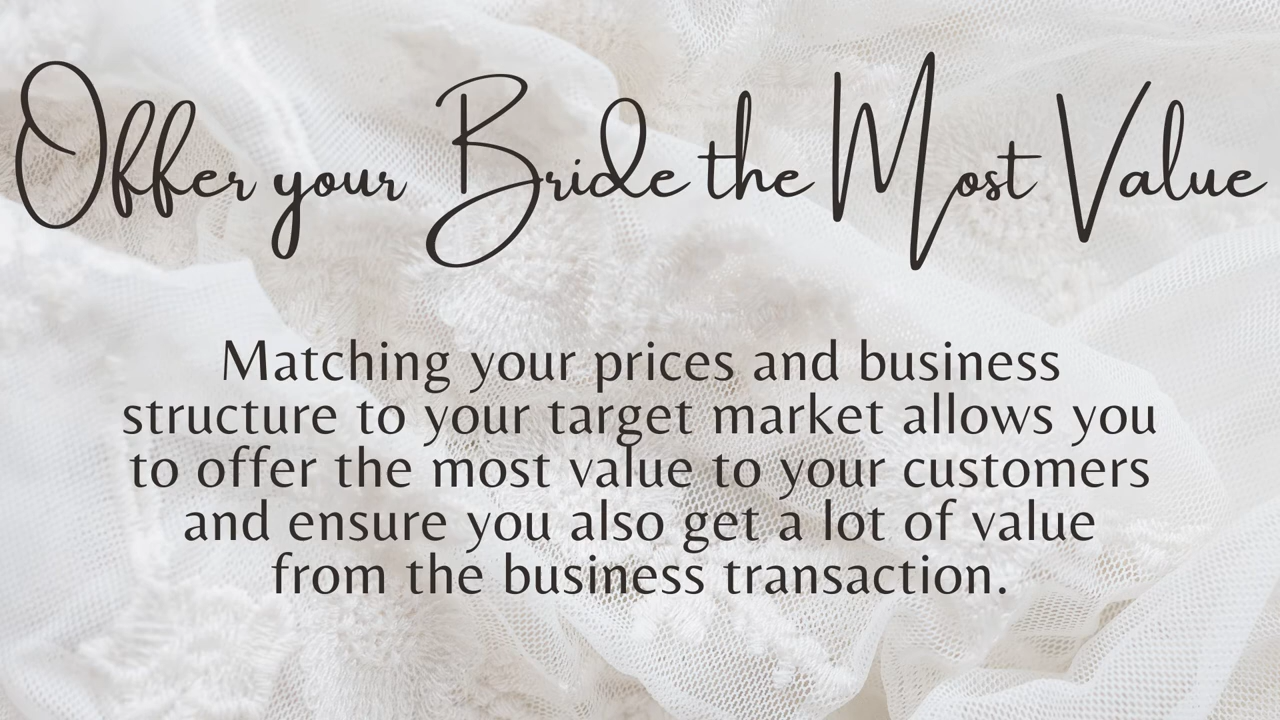 Offer your Bride the Most Value
Matching your prices and business
structure to your target market allows you
to offer the most value to your customers
and ensure you also get a lot of value
from the business transaction.